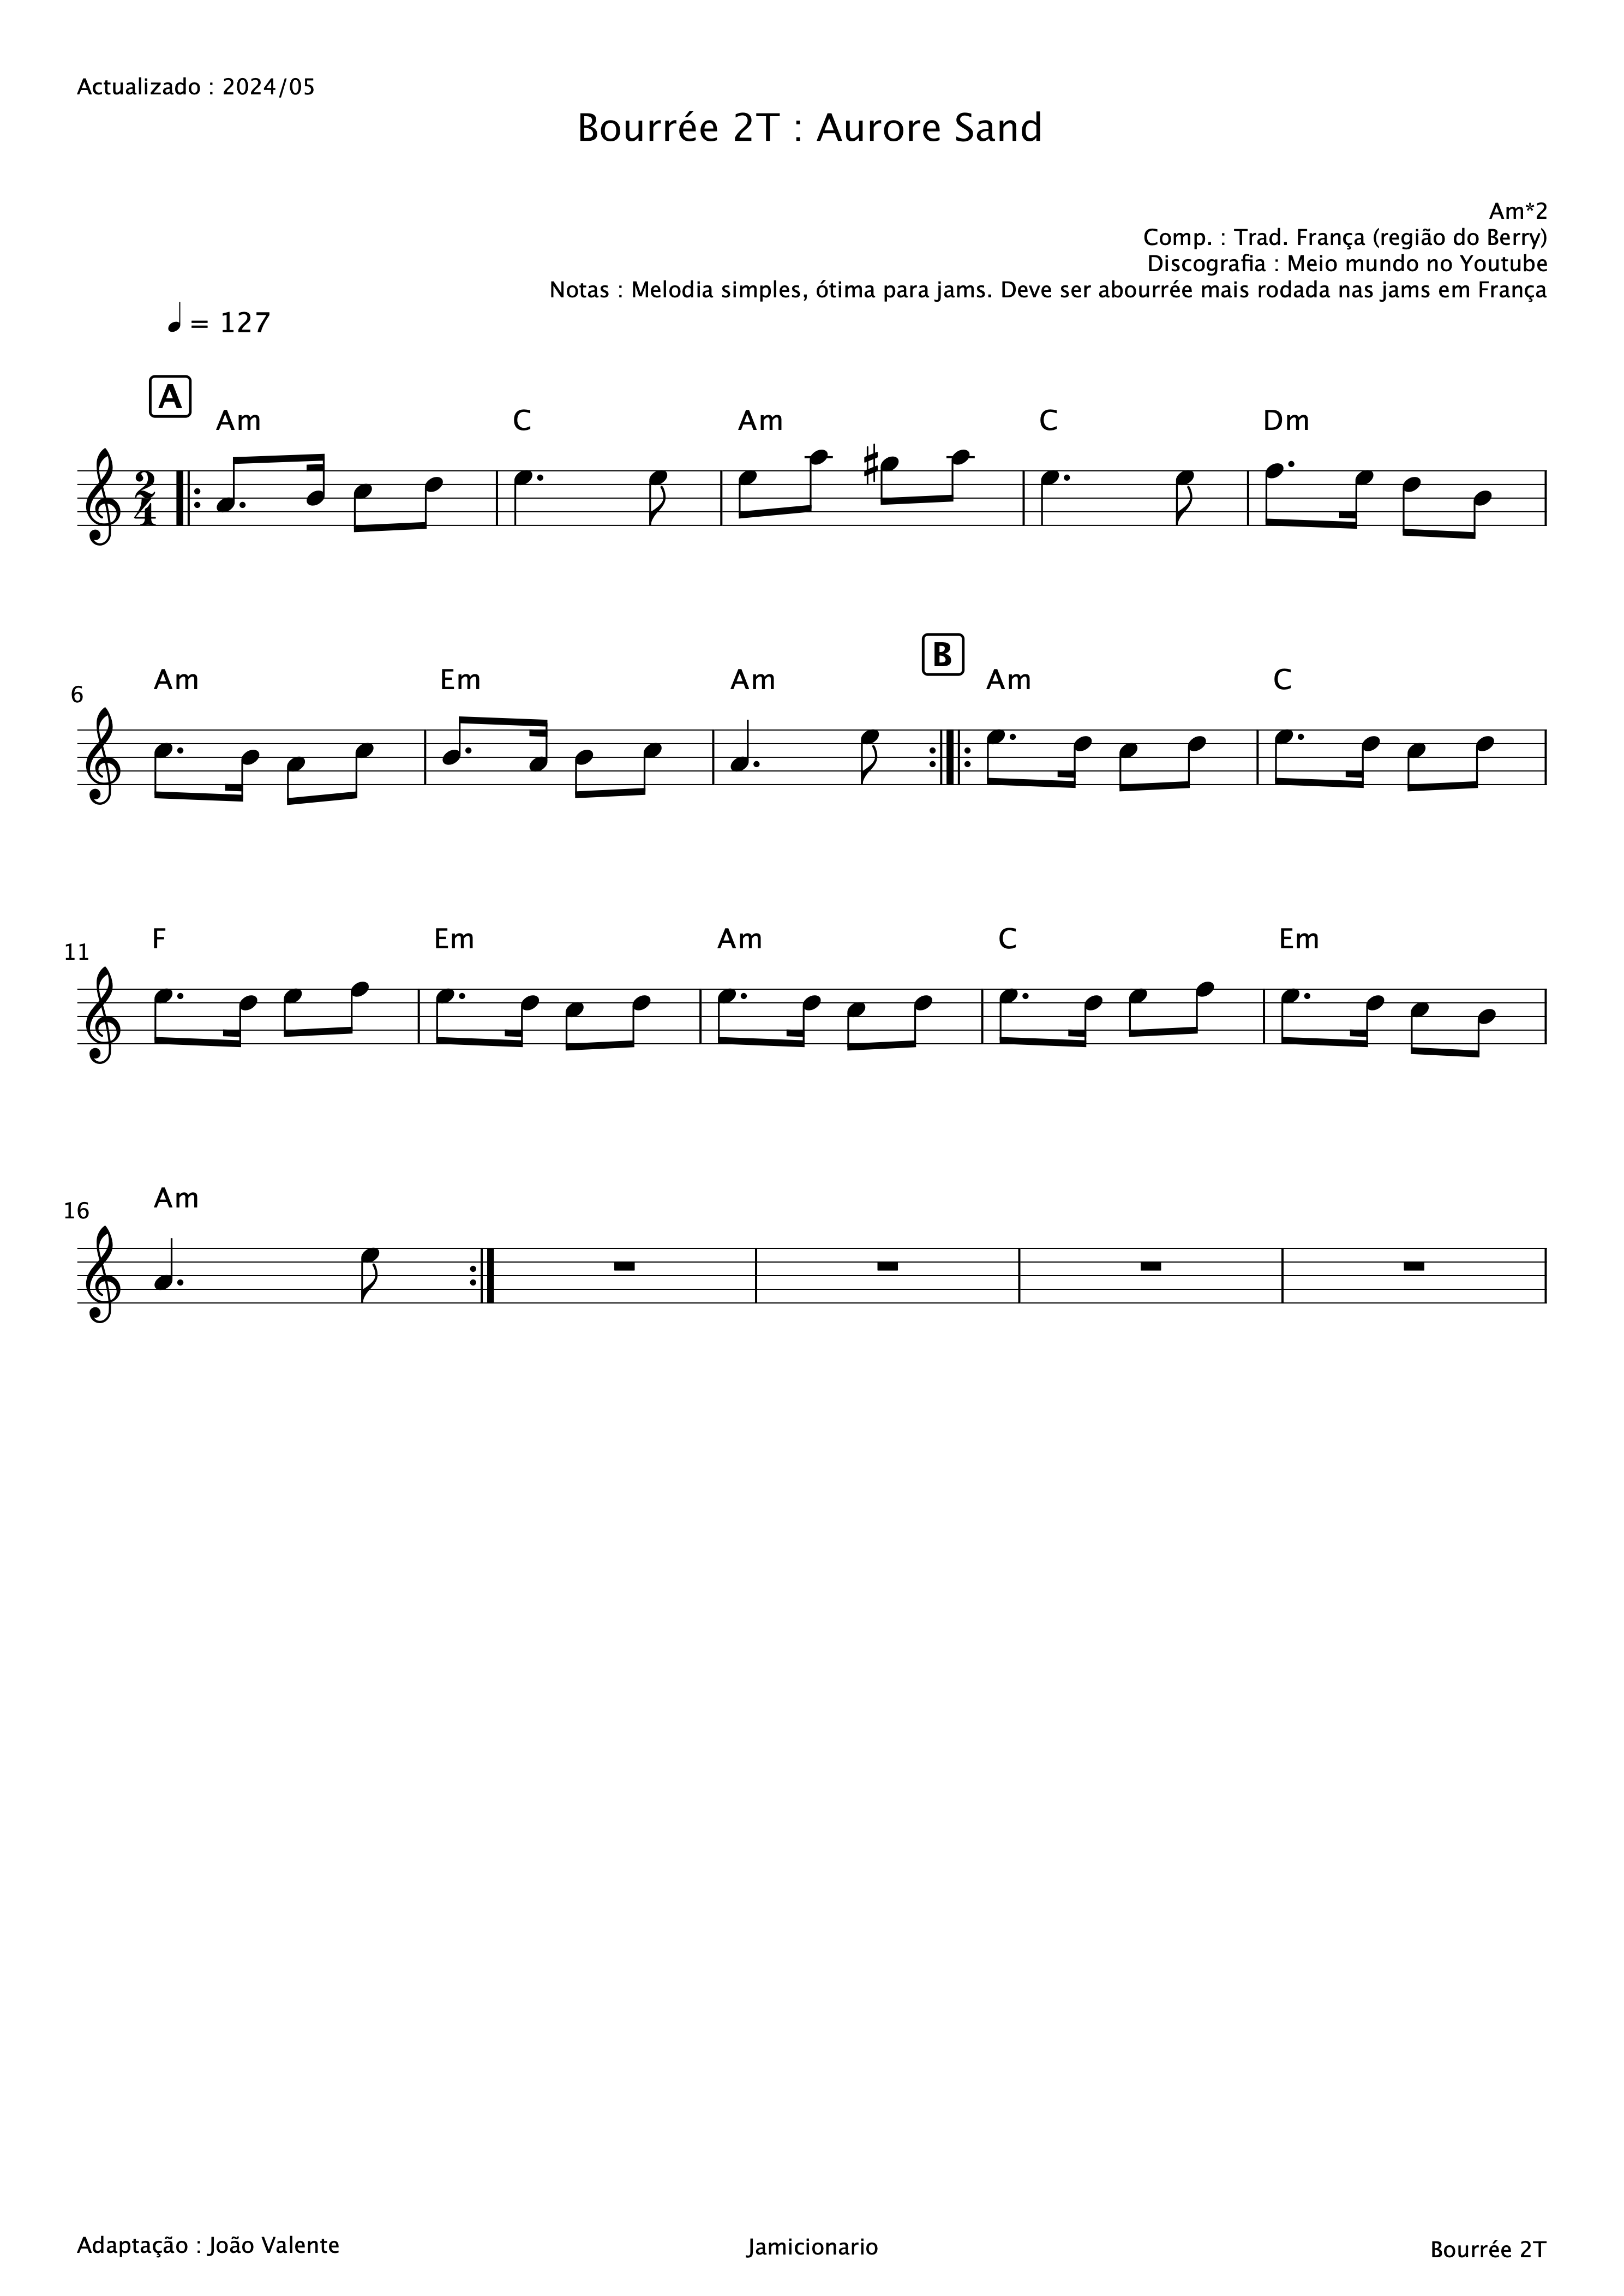 Actualizado : 2024/05
Bourrée 2T : Aurore Sand
Am*2
Comp. : Trad. França (região do Berry)
Discografia : Meio mundo no Youtube
Notas : Melodia simples, ótima para jams. Deve ser abourrée mais rodada nas jams em França
= 127
A
Am C Am C Dm
2
4
B
6 Am Em Am Am C
11 F Em Am C Em
16 Am
Adaptação : João Valente Jamicionario Bourrée 2T